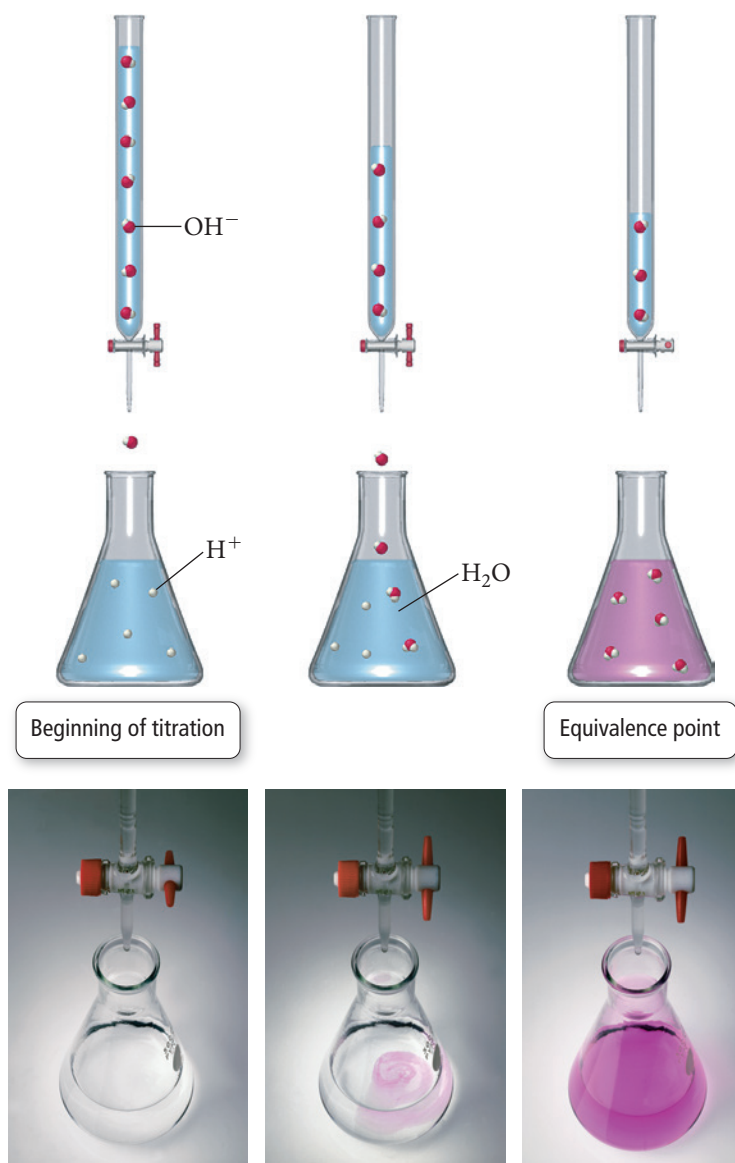 OH⁻
H⁺
H₂O
Beginning of titration
Equivalence point